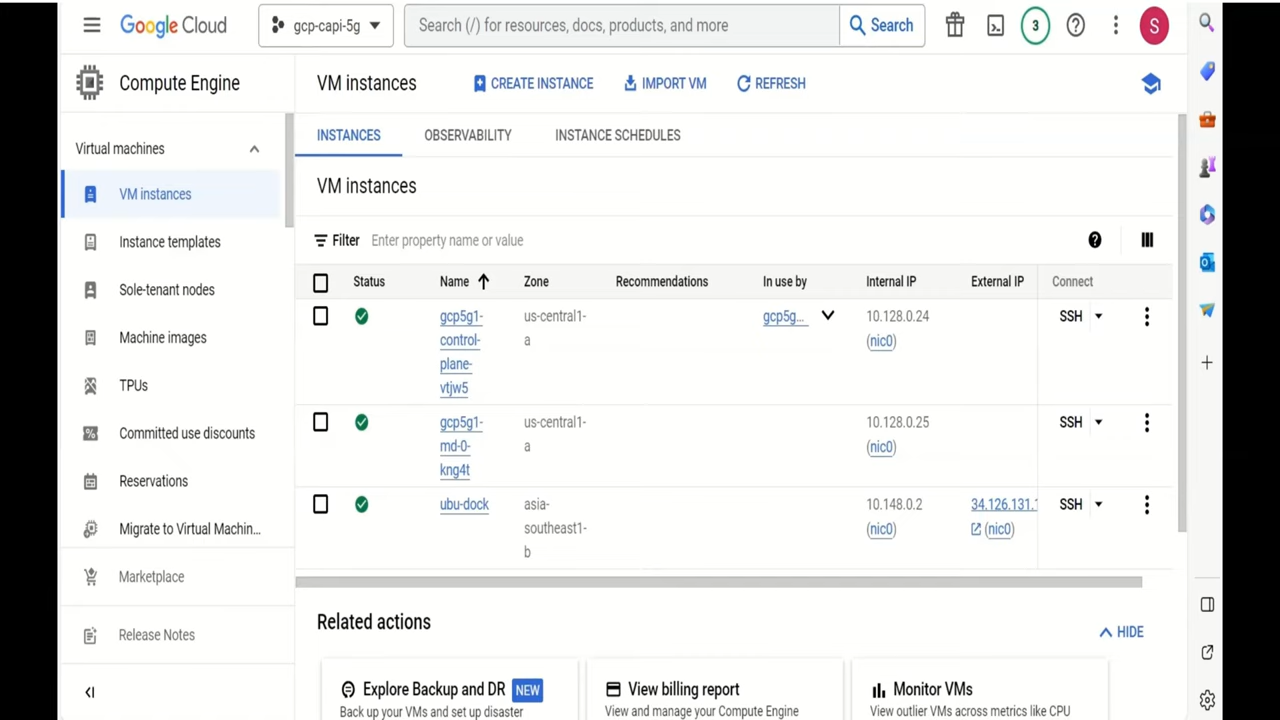 Google Cloud
gcp-capi-5g
Search (/) for resources, docs, products, and more
Search
3
S
Compute Engine
VM instances
CREATE INSTANCE
IMPORT VM
REFRESH
Virtual machines
VM instances
Instance templates
Sole-tenant nodes
Machine images
TPUs
Committed use discounts
Reservations
Migrate to Virtual Machin...
Marketplace
Release Notes
INSTANCES
OBSERVABILITY
INSTANCE SCHEDULES
VM instances
Filter
Enter property name or value
Status
Name
Zone
Recommendations
In use by
Internal IP
External IP
Connect
gcp5g1-
control-
plane-
vtjw5
us-central1-
a
gcp5g...
10.128.0.24
(nic0)
SSH
gcp5g1-
md-0-
kng4t
us-central1-
a
10.128.0.25
(nic0)
SSH
ubu-dock
asia-
southeast1-
b
10.148.0.2
(nic0)
34.126.131.
(nic0)
SSH
Related actions
HIDE
Explore Backup and DR
NEW
Back up your VMs and set up disaster
View billing report
View and manage your Compute Engine
Monitor VMs
View outlier VMs across metrics like CPU